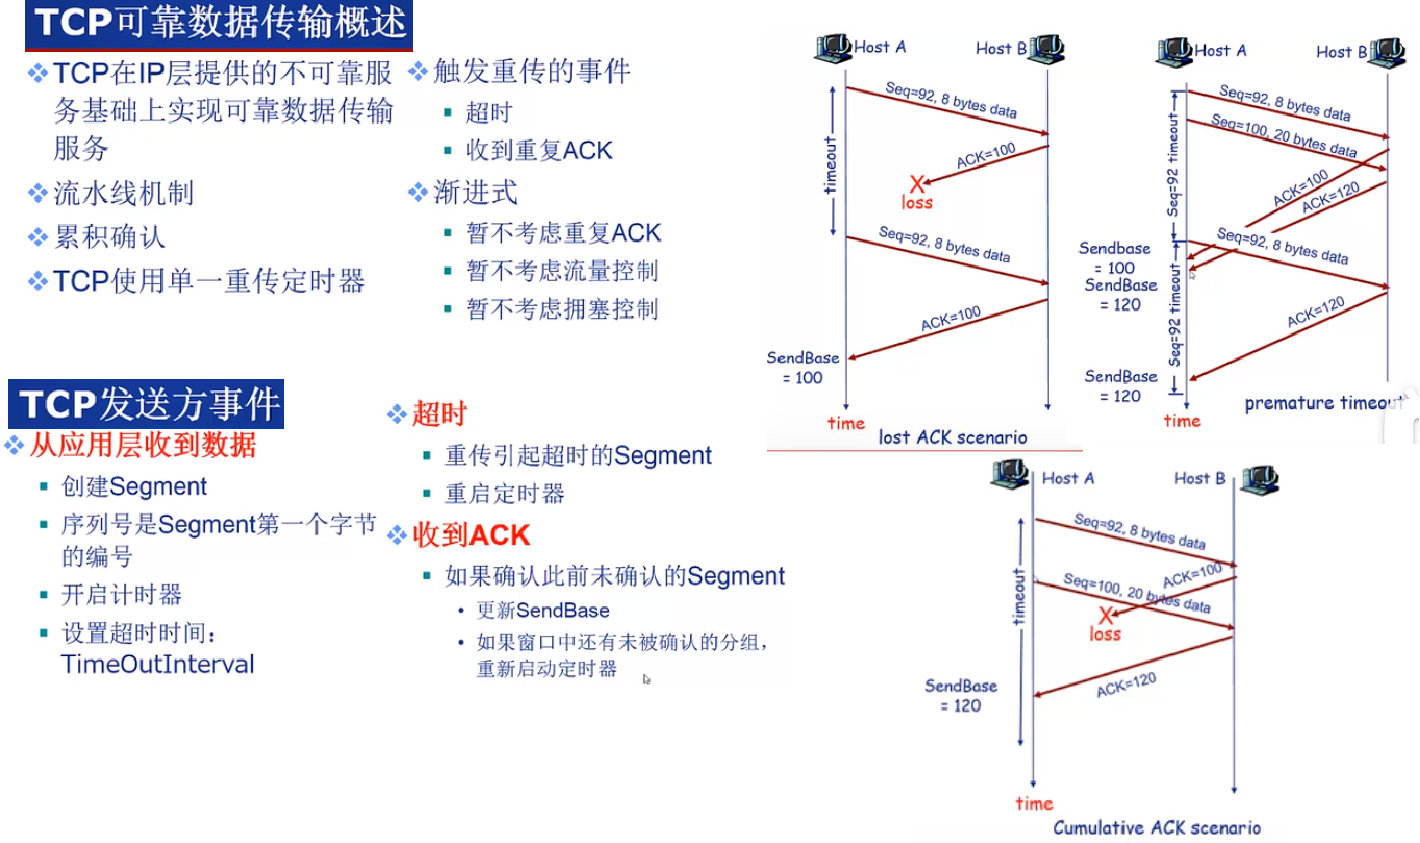 TCP可靠数据传输概述
TCP在IP层提供的不可靠服
务基础上实现可靠数据传输
服务
流水线机制
累积确认
TCP使用单一重传定时器
触发重传的事件
超时
收到重复ACK
渐进式
暂不考虑重复ACK
暂不考虑流量控制
暂不考虑拥塞控制
TCP发送方事件
从应用层收到数据
创建Segment
序列号是Segment第一个字节
的编号
开启计时器
设置超时时间：
TimeOutInterval
超时
重传引起超时的Segment
重启定时器
收到ACK
如果确认此前未确认的Segment
更新SendBase
如果窗口中还有未被确认的分组，
重新启动定时器
Host A
Host B
Seq=92, 8 bytes data
timeout
ACK=100
X
loss
Seq=92, 8 bytes data
ACK=100
SendBase
= 100
time
lost ACK scenario
Host A
Host B
Seq=92, 8 bytes data
Seq=100, 20 bytes data
Seq=92 timeout
ACK=100
ACK=120
Seq=92, 8 bytes data
Sendbase
= 100
SendBase
= 120
Seq=92 timeout
ACK=120
SendBase
= 120
time
premature timeout
Host A
Host B
Seq=92, 8 bytes data
ACK=100
timeout
Seq=100, 20 bytes data
X
loss
ACK=120
SendBase
= 120
time
Cumulative ACK scenario